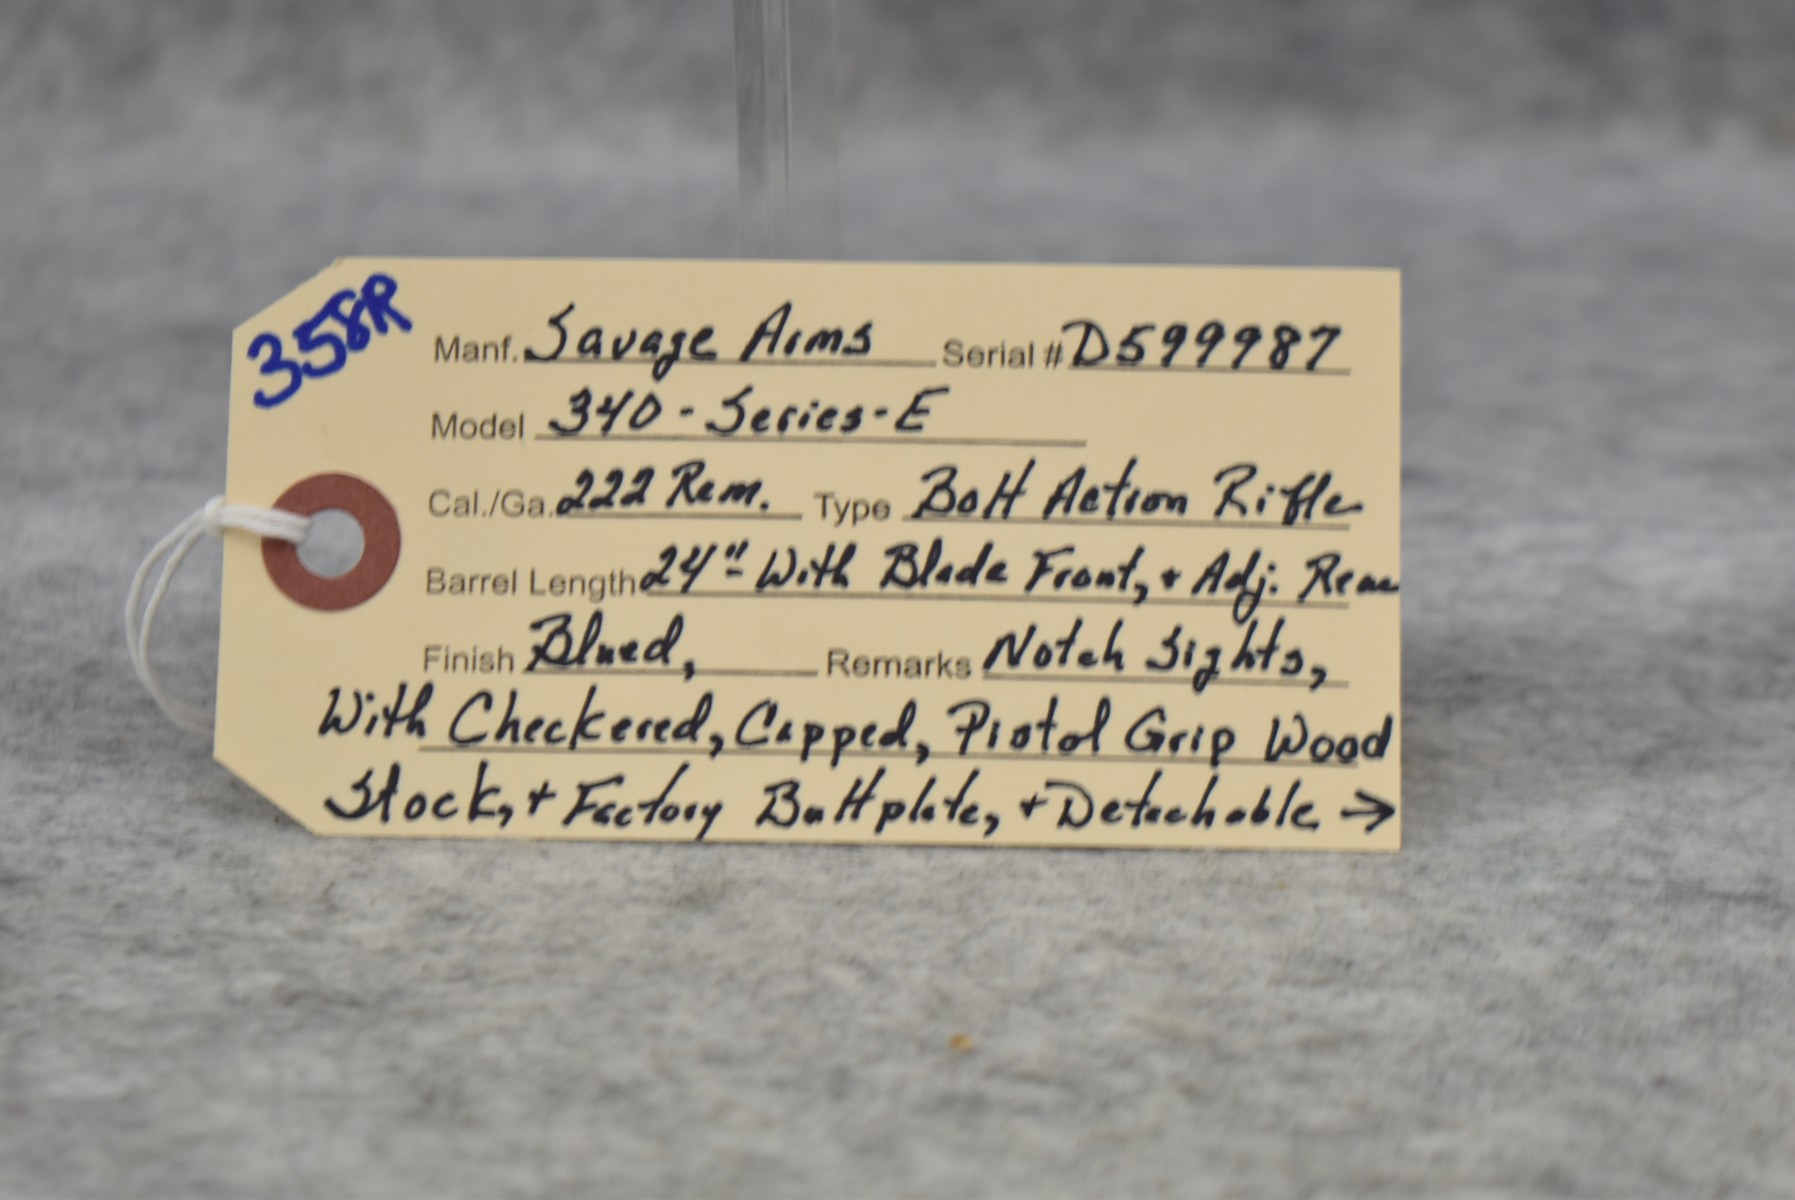 358R
Manf. Savage Arms Serial # D599987
Model 340 - Series - E
Cal./Ga. 222 Rem. Type Bolt Action Rifle
Barrel Length 24" With Blade Front, + Adj. Rear
Finish Blued, Remarks Notch Sights,
With Checkered, Capped, Pistol Grip Wood
Stock, + Factory Buttplate, + Detachable →